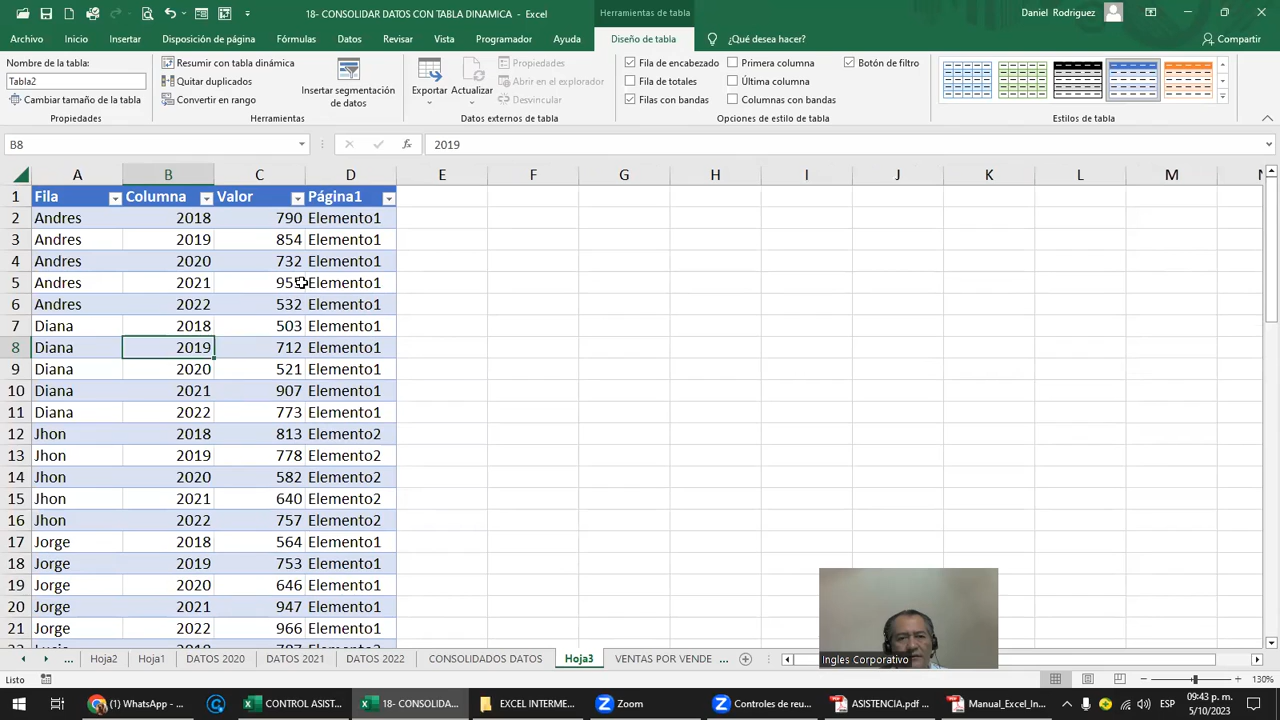 18- CONSOLIDAR DATOS CON TABLA DINAMICA - Excel
Herramientas de tabla
Daniel Rodriguez
Archivo Inicio Insertar Disposición de página Fórmulas Datos Revisar Vista Programador Ayuda Diseño de tabla ¿Qué desea hacer? Compartir
Nombre de la tabla:
Tabla2
Cambiar tamaño de la tabla
Propiedades
Resumir con tabla dinámica
Quitar duplicados
Convertir en rango
Insertar segmentación
de datos
Herramientas
Exportar
Actualizar
Propiedades
Abrir en el explorador
Desvincular
Datos externos de tabla
Fila de encabezado
Fila de totales
Filas con bandas
Primera columna
Última columna
Columnas con bandas
Botón de filtro
Opciones de estilo de tabla
Estilos de tabla
B8
fx
2019
A B C D E F G H I J K L M
1 Fila Columna Valor Página1
2 Andres 2018 790 Elemento1
3 Andres 2019 854 Elemento1
4 Andres 2020 732 Elemento1
5 Andres 2021 955 Elemento1
6 Andres 2022 532 Elemento1
7 Diana 2018 503 Elemento1
8 Diana 2019 712 Elemento1
9 Diana 2020 521 Elemento1
10 Diana 2021 907 Elemento1
11 Diana 2022 773 Elemento1
12 Jhon 2018 813 Elemento2
13 Jhon 2019 778 Elemento2
14 Jhon 2020 582 Elemento2
15 Jhon 2021 640 Elemento2
16 Jhon 2022 757 Elemento2
17 Jorge 2018 564 Elemento1
18 Jorge 2019 753 Elemento1
19 Jorge 2020 646 Elemento1
20 Jorge 2021 947 Elemento1
21 Jorge 2022 966 Elemento1
Ingles Corporativo
... Hoja2 Hoja1 DATOS 2020 DATOS 2021 DATOS 2022 CONSOLIDADOS DATOS Hoja3 VENTAS POR VENDE ...
Listo
130%
(1) WhatsApp - ...
CONTROL ASIST...
18- CONSOLIDA...
EXCEL INTERME...
Zoom
Controles de reu...
ASISTENCIA.pdf ...
Manual_Excel_In...
ESP
09:43 p. m.
5/10/2023